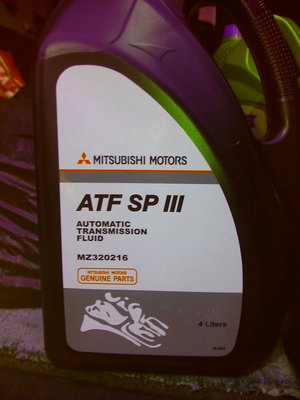 MITSUBISHI MOTORS
ATF SP III
AUTOMATIC
TRANSMISSION
FLUID
MZ320216
MITSUBISHI MOTORS
GENUINE PARTS
4 Liters